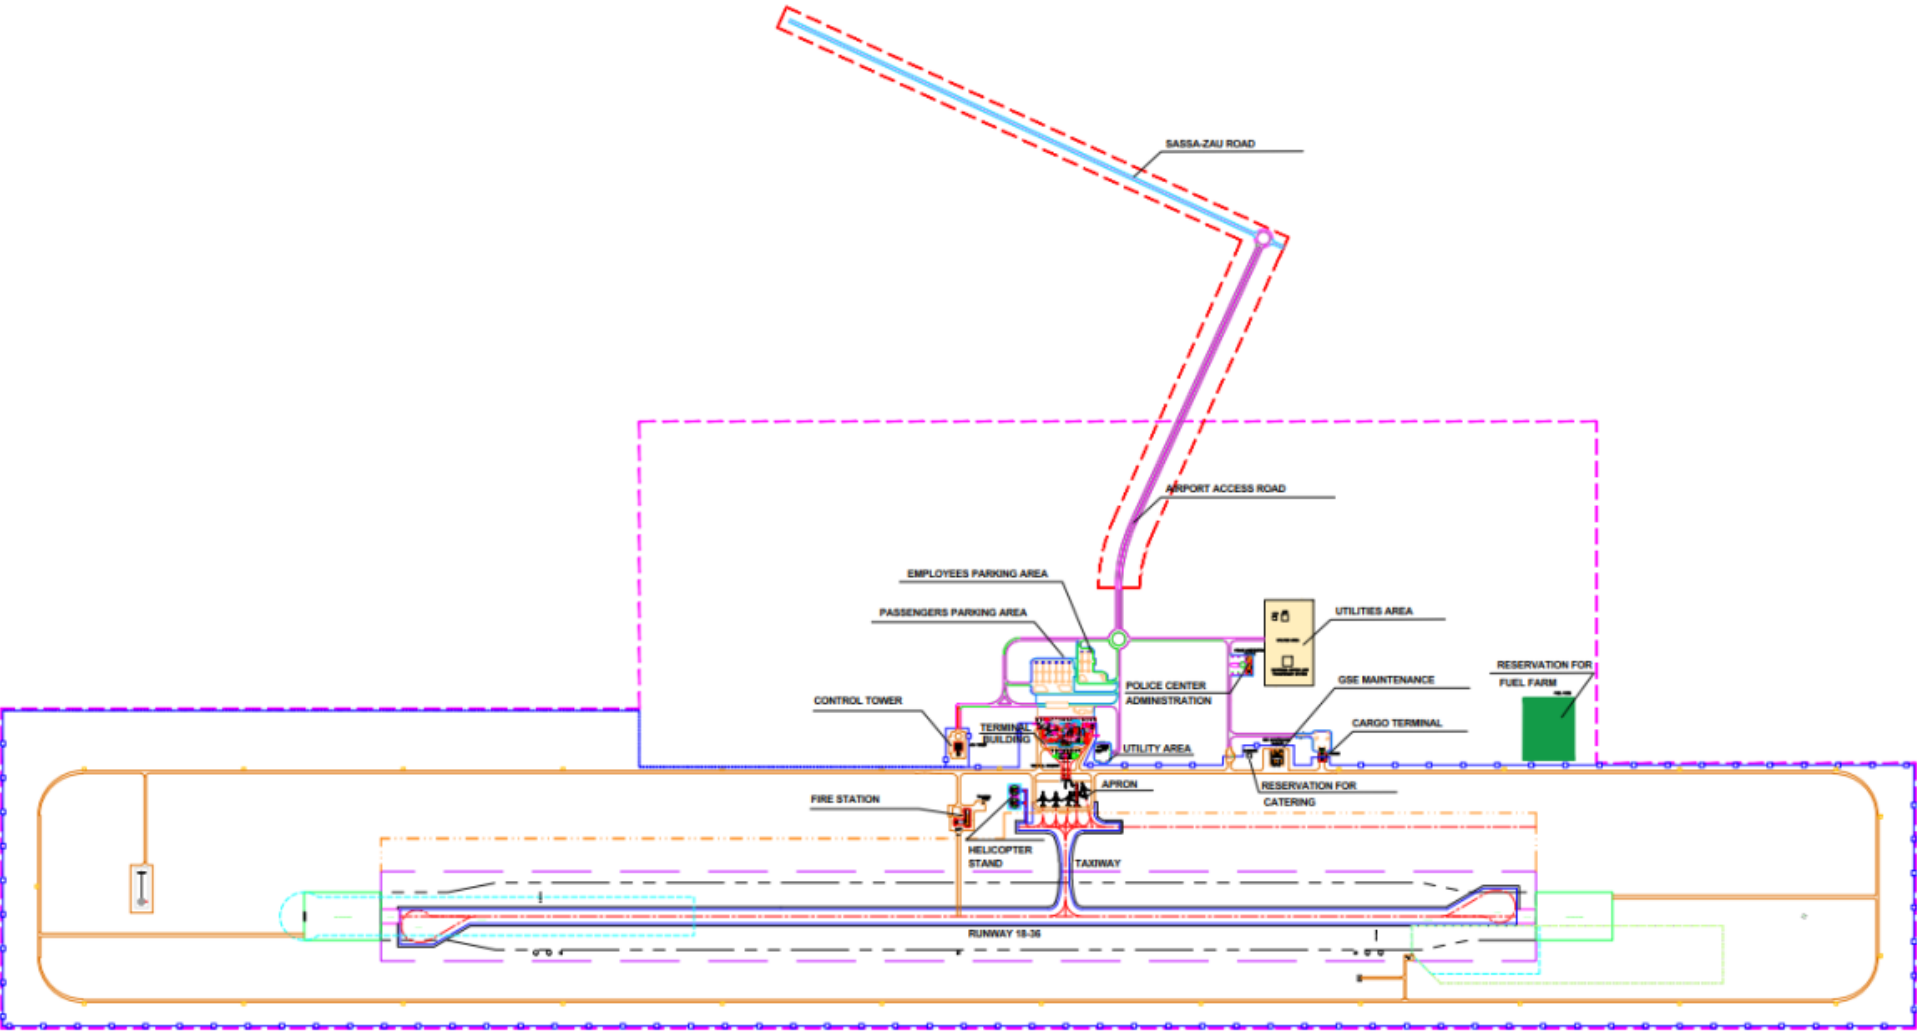 SASSA-ZAU ROAD
AIRPORT ACCESS ROAD
EMPLOYEES PARKING AREA
PASSENGERS PARKING AREA
UTILITIES AREA
RESERVATION FOR
FUEL FARM
GSE MAINTENANCE
POLICE CENTER
ADMINISTRATION
CONTROL TOWER
CARGO TERMINAL
TERMINAL
BUILDING
UTILITY AREA
APRON
RESERVATION FOR
CATERING
FIRE STATION
HELICOPTER
STAND
TAXIWAY
RUNWAY 18-36